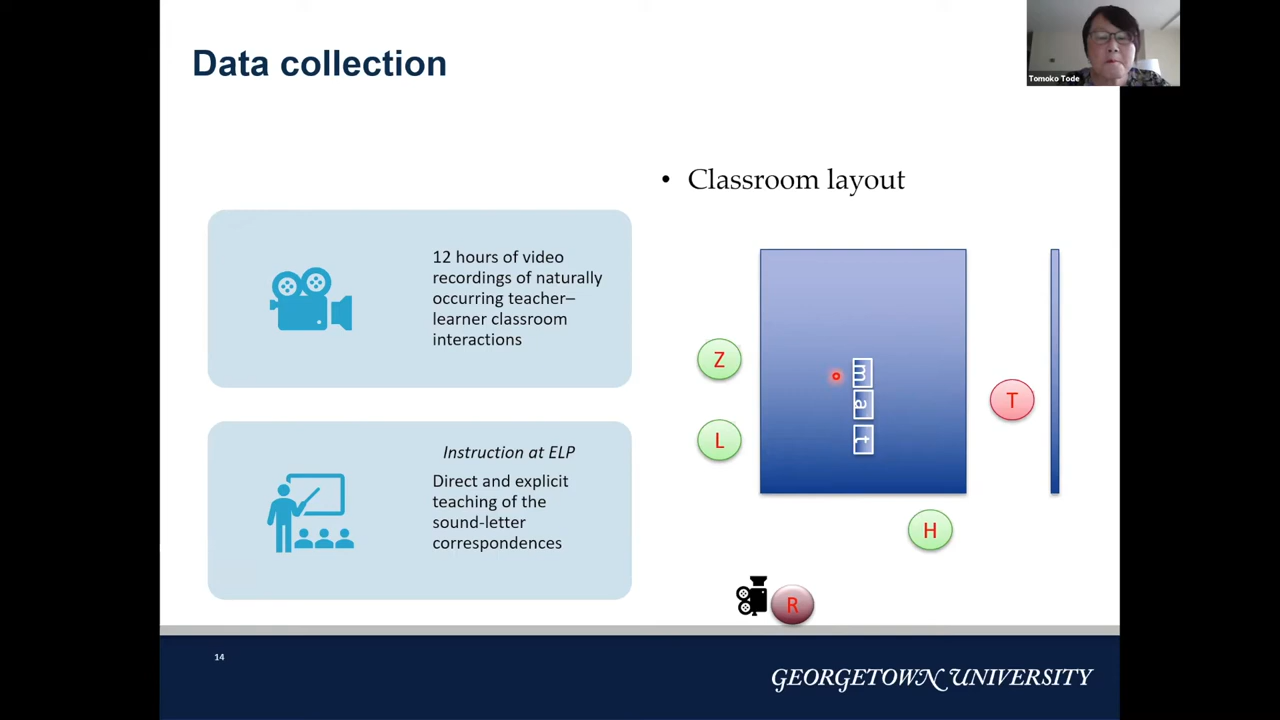 Data collection
Tomoko Tode
• Classroom layout
12 hours of video
recordings of naturally
occurring teacher–
learner classroom
interactions
Instruction at ELP
Direct and explicit
teaching of the
sound-letter
correspondences
Z
L
m
a
t
T
H
R
14
GEORGETOWN UNIVERSITY